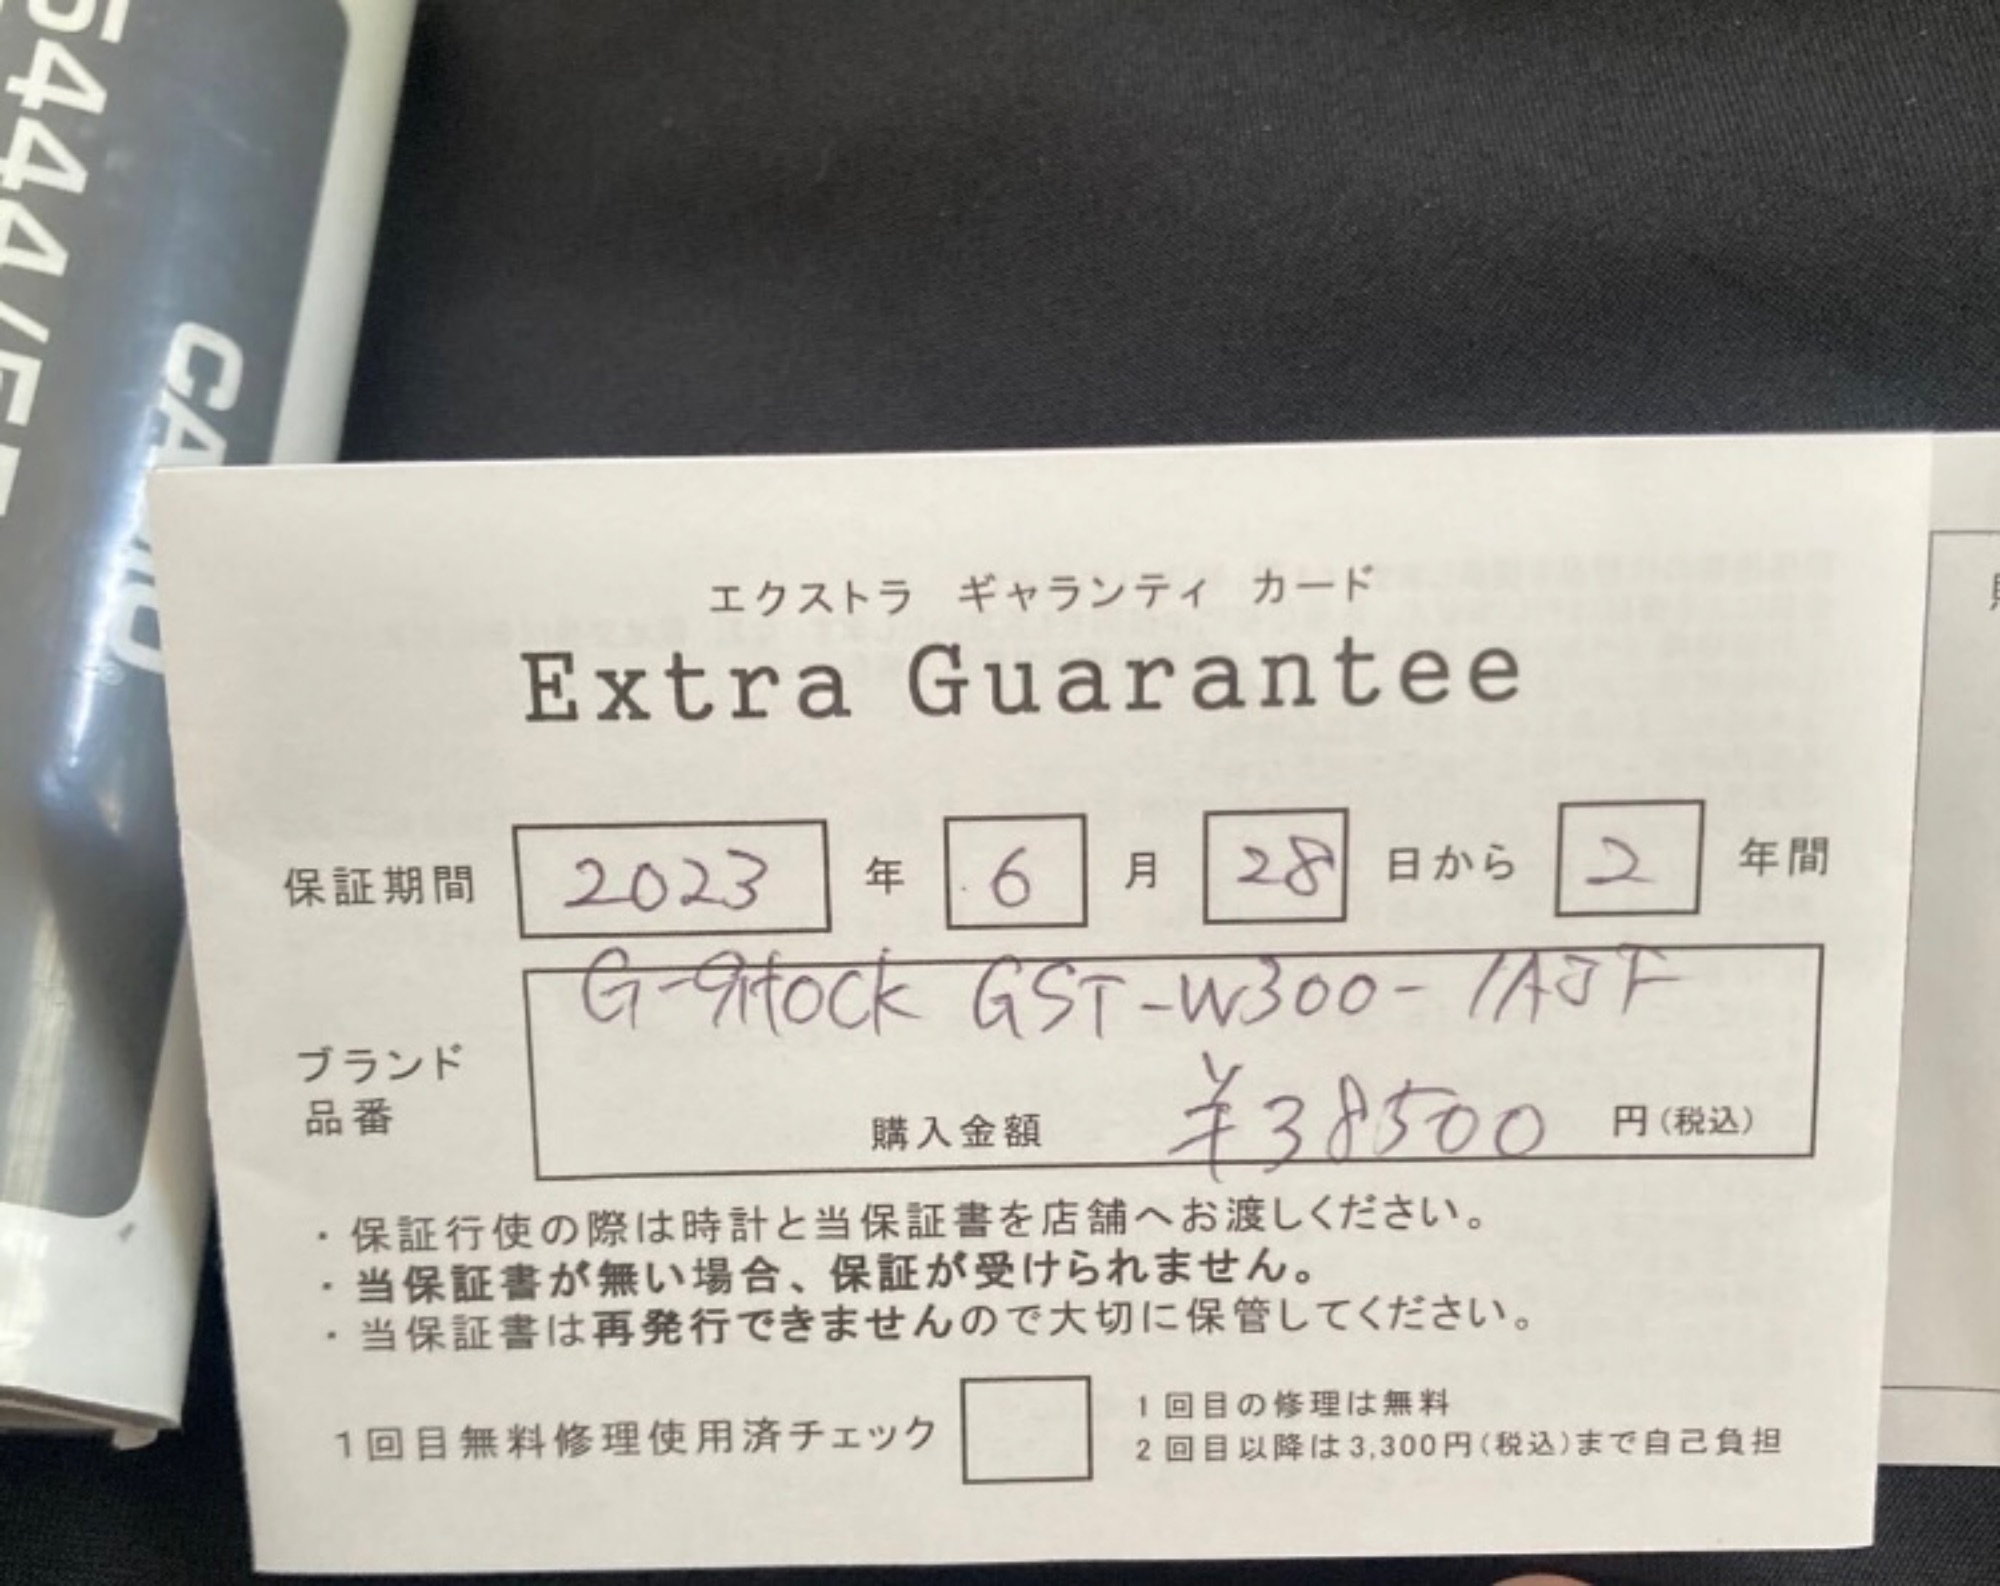 5444/5
CASIO
エクストラ ギャランティ カード
Extra Guarantee
保証期間 2023 年 6 月 28 日から 2 年間
G-SHOCK GST-W300-1AJF
ブランド
品番
購入金額 ¥38500 円(税込)
・保証行使の際は時計と当保証書を店舗へお渡しください。
・当保証書が無い場合、保証が受けられません。
・当保証書は再発行できませんので大切に保管してください。
1回目無料修理使用済チェック
1回目の修理は無料
2回目以降は3,300円(税込)まで自己負担